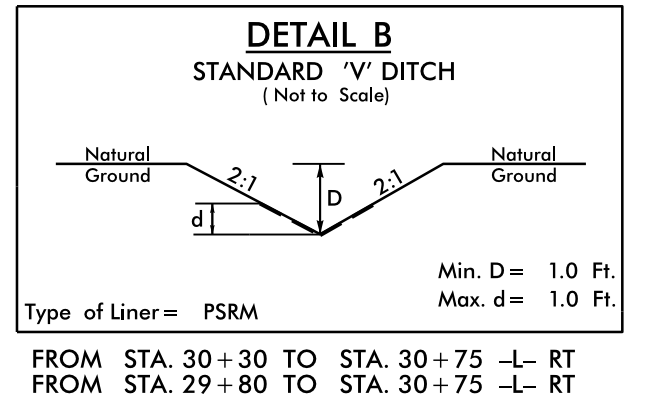 DETAIL B
STANDARD 'V' DITCH
( Not to Scale)
Natural
Ground
2:1
D
2:1
Natural
Ground
d
Min. D = 1.0 Ft.
Max. d = 1.0 Ft.
Type of Liner = PSRM
FROM STA. 30+30 TO STA. 30+75 -L- RT
FROM STA. 29+80 TO STA. 30+75 -L- RT